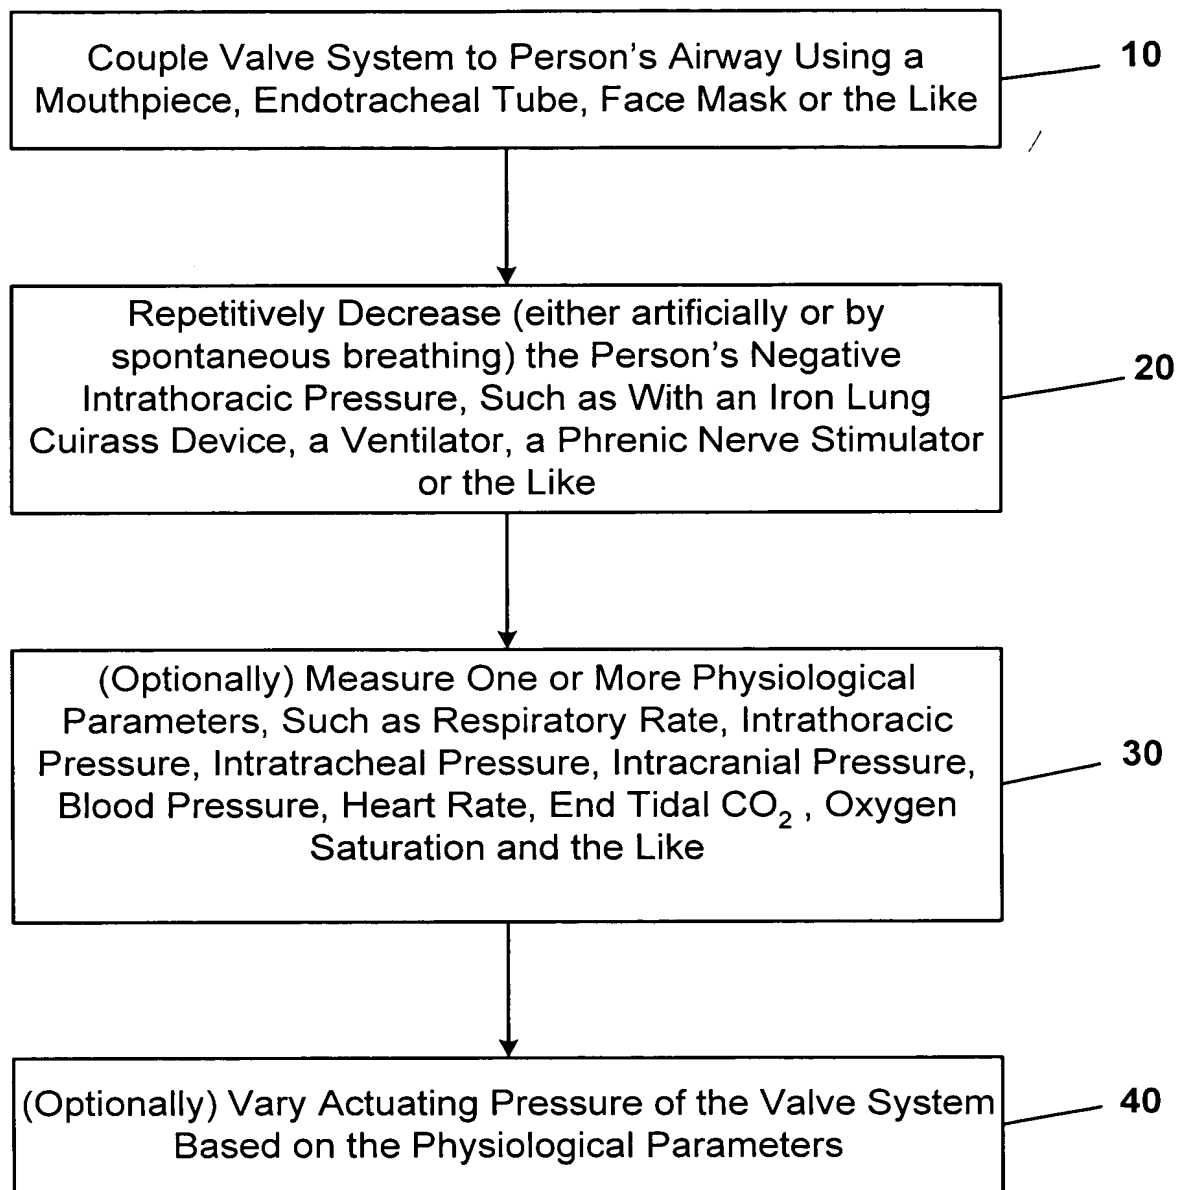 Couple Valve System to Person's Airway Using a
Mouthpiece, Endotracheal Tube, Face Mask or the Like
10
Repetitively Decrease (either artificially or by
spontaneous breathing) the Person's Negative
Intrathoracic Pressure, Such as With an Iron Lung
Cuirass Device, a Ventilator, a Phrenic Nerve Stimulator
or the Like
20
(Optionally) Measure One or More Physiological
Parameters, Such as Respiratory Rate, Intrathoracic
Pressure, Intratracheal Pressure, Intracranial Pressure,
Blood Pressure, Heart Rate, End Tidal CO₂ , Oxygen
Saturation and the Like
30
(Optionally) Vary Actuating Pressure of the Valve System
Based on the Physiological Parameters
40